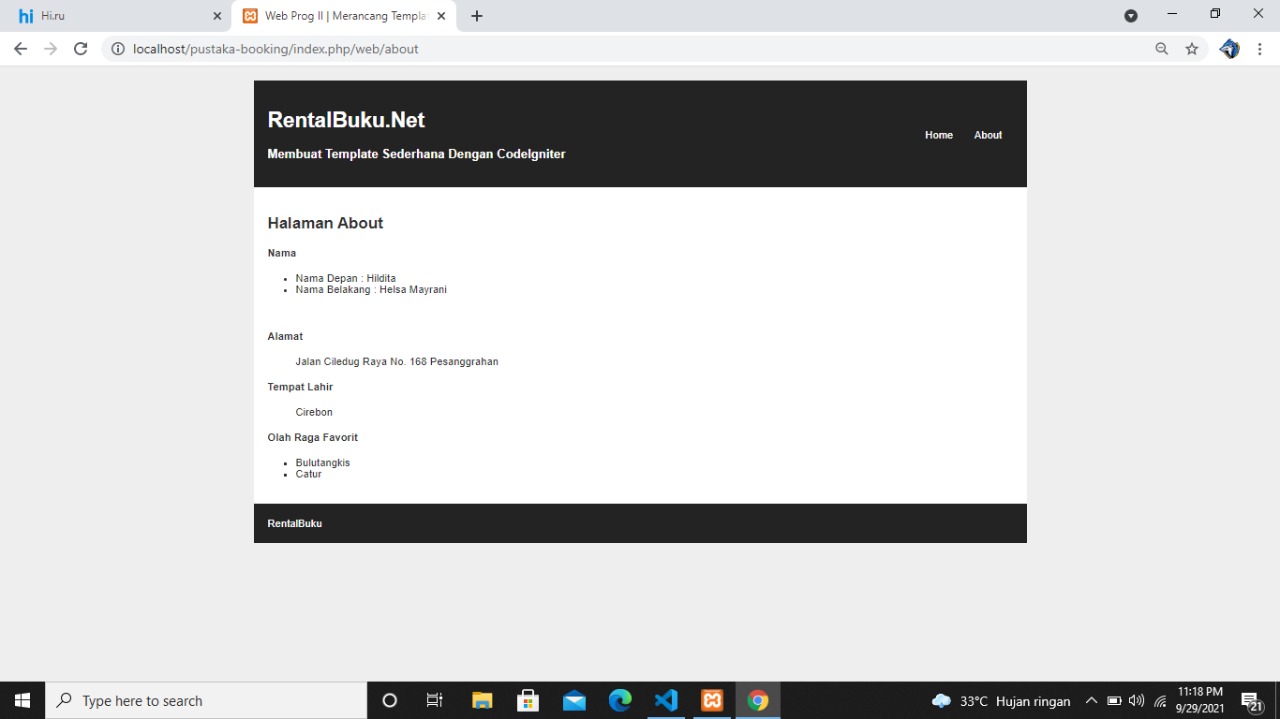 Hi.ru
Web Prog II | Merancang Templa
localhost/pustaka-booking/index.php/web/about
RentalBuku.Net
Membuat Template Sederhana Dengan CodeIgniter
Home About
Halaman About
Nama
Nama Depan : Hildita
Nama Belakang : Helsa Mayrani
Alamat
Jalan Ciledug Raya No. 168 Pesanggrahan
Tempat Lahir
Cirebon
Olah Raga Favorit
Bulutangkis
Catur
RentalBuku
Type here to search
33°C Hujan ringan
11:18 PM
9/29/2021
21